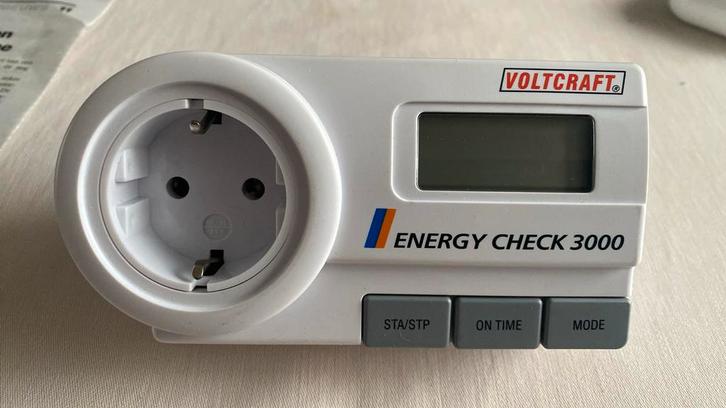 VOLTCRAFT®
ENERGY CHECK 3000
STA/STP
ON TIME
MODE